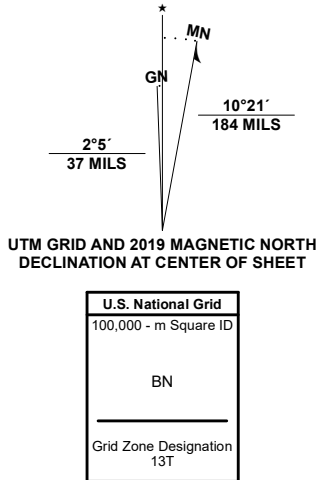 ★
MN
GN
10°21´
184 MILS
2°5´
37 MILS
UTM GRID AND 2019 MAGNETIC NORTH
DECLINATION AT CENTER OF SHEET
U.S. National Grid
100,000 - m Square ID
BN
Grid Zone Designation
13T